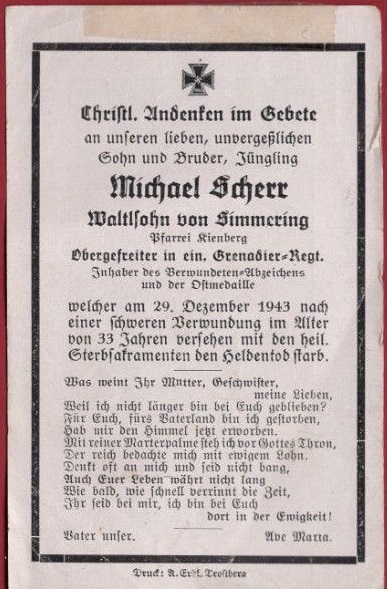 Christl. Andenken im Gebete
an unseren lieben, unvergeßlichen
Sohn und Bruder, Jüngling
Michael Scherr
Waltlsohn von Simmering
Pfarrei Kienberg
Obergefreiter in ein. Grenadier-Regt.
Inhaber des Verwundeten-Abzeichens
und der Ostmedaille
welcher am 29. Dezember 1943 nach
einer schweren Verwundung im Alter
von 33 Jahren versehen mit den heil.
Sterbsakramenten den Heldentod starb.
Was weint Ihr Mutter, Geschwister,
meine Lieben,
Weil ich nicht länger bin bei Euch geblieben?
Für Euch, fürs Vaterland bin ich gestorben,
Hab mir den Himmel jetzt erworben.
Mit reiner Marterpalme steh ich vor Gottes Thron,
Der reich bedachte mich mit ewigem Lohn.
Denkt oft an mich und seid nicht bang,
Auch Euer Leben währt nicht lang
Wie bald, wie schnell verrinnt die Zeit,
Ihr seid bei mir, ich bin bei Euch
dort in der Ewigkeit!
Vater unser. Ave Maria.
Druck: A. Erdl, Trostberg